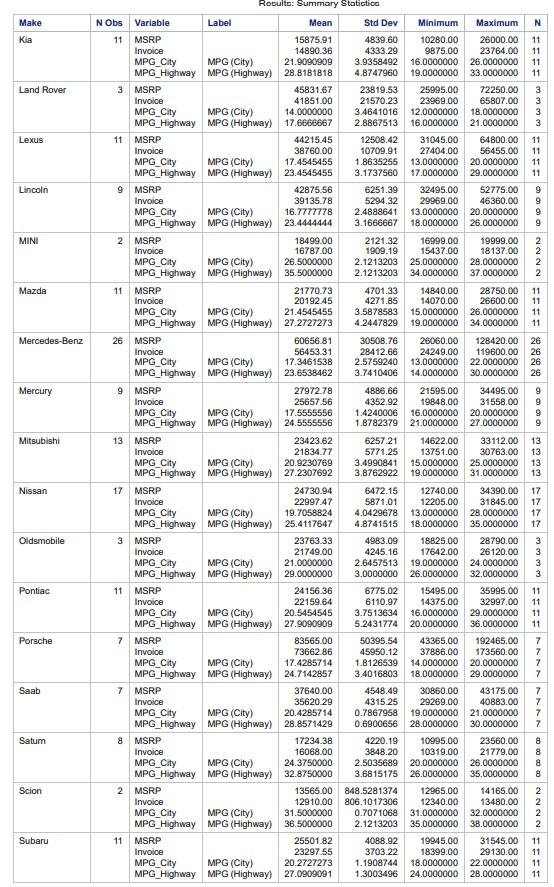 Results: Summary Statistics
Make N Obs Variable Label Mean Std Dev Minimum Maximum N
Kia 11 MSRP 15875.91 4839.60 10280.00 26000.00 11
Invoice 14890.36 4333.29 9875.00 23764.00 11
MPG_City MPG (City) 21.9090909 3.9358492 16.0000000 26.0000000 11
MPG_Highway MPG (Highway) 28.8181818 4.8747960 19.0000000 33.0000000 11
Land Rover 3 MSRP 45831.67 23819.53 25995.00 72250.00 3
Invoice 41851.00 21570.23 23969.00 65807.00 3
MPG_City MPG (City) 14.0000000 3.4641016 12.0000000 18.0000000 3
MPG_Highway MPG (Highway) 17.6666667 2.8867513 16.0000000 21.0000000 3
Lexus 11 MSRP 44215.45 12508.42 31045.00 64800.00 11
Invoice 38760.00 10709.91 27404.00 56455.00 11
MPG_City MPG (City) 17.4545455 1.8635255 13.0000000 20.0000000 11
MPG_Highway MPG (Highway) 23.4545455 3.1737560 17.0000000 29.0000000 11
Lincoln 9 MSRP 42875.56 6251.39 32495.00 52775.00 9
Invoice 39135.78 5294.32 29969.00 46360.00 9
MPG_City MPG (City) 16.7777778 2.4888641 13.0000000 20.0000000 9
MPG_Highway MPG (Highway) 23.4444444 3.1666667 18.0000000 26.0000000 9
MINI 2 MSRP 18499.00 2121.32 16999.00 19999.00 2
Invoice 16787.00 1909.19 15437.00 18137.00 2
MPG_City MPG (City) 26.5000000 2.1213203 25.0000000 28.0000000 2
MPG_Highway MPG (Highway) 35.5000000 2.1213203 34.0000000 37.0000000 2
Mazda 11 MSRP 21770.73 4701.33 14840.00 28750.00 11
Invoice 20192.45 4271.85 14070.00 26600.00 11
MPG_City MPG (City) 21.4545455 3.5878583 15.0000000 26.0000000 11
MPG_Highway MPG (Highway) 27.2727273 4.2447829 19.0000000 34.0000000 11
Mercedes-Benz 26 MSRP 60656.81 30508.76 26060.00 128420.00 26
Invoice 56453.31 28412.66 24249.00 119600.00 26
MPG_City MPG (City) 17.3461538 2.5759240 13.0000000 22.0000000 26
MPG_Highway MPG (Highway) 23.6538462 3.7410406 14.0000000 30.0000000 26
Mercury 9 MSRP 27972.78 4886.66 21595.00 34495.00 9
Invoice 25657.56 4352.92 19848.00 31558.00 9
MPG_City MPG (City) 17.5555556 1.4240006 16.0000000 20.0000000 9
MPG_Highway MPG (Highway) 24.5555556 1.8782379 21.0000000 27.0000000 9
Mitsubishi 13 MSRP 23423.62 6257.21 14622.00 33112.00 13
Invoice 21834.77 5771.25 13751.00 30763.00 13
MPG_City MPG (City) 20.9230769 3.4990841 15.0000000 25.0000000 13
MPG_Highway MPG (Highway) 27.2307692 3.8762922 19.0000000 31.0000000 13
Nissan 17 MSRP 24730.94 6472.15 12740.00 34390.00 17
Invoice 22997.47 5871.01 12205.00 31845.00 17
MPG_City MPG (City) 19.7058824 4.0429678 13.0000000 28.0000000 17
MPG_Highway MPG (Highway) 25.4117647 4.8741515 18.0000000 35.0000000 17
Oldsmobile 3 MSRP 23763.33 4983.09 18825.00 28790.00 3
Invoice 21749.00 4245.16 17642.00 26120.00 3
MPG_City MPG (City) 21.0000000 2.6457513 19.0000000 24.0000000 3
MPG_Highway MPG (Highway) 29.0000000 3.0000000 26.0000000 32.0000000 3
Pontiac 11 MSRP 24156.36 6775.02 15495.00 35995.00 11
Invoice 22159.64 6110.97 14375.00 32997.00 11
MPG_City MPG (City) 20.5454545 3.7513634 16.0000000 29.0000000 11
MPG_Highway MPG (Highway) 27.9090909 5.2431774 20.0000000 36.0000000 11
Porsche 7 MSRP 83565.00 50395.54 43365.00 192465.00 7
Invoice 73662.86 45950.12 37886.00 173560.00 7
MPG_City MPG (City) 17.4285714 1.8126539 14.0000000 20.0000000 7
MPG_Highway MPG (Highway) 24.7142857 3.4016803 18.0000000 29.0000000 7
Saab 7 MSRP 37640.00 4548.49 30860.00 43175.00 7
Invoice 35620.29 4315.25 29269.00 40883.00 7
MPG_City MPG (City) 20.4285714 0.7867958 19.0000000 21.0000000 7
MPG_Highway MPG (Highway) 28.8571429 0.6900656 28.0000000 30.0000000 7
Saturn 8 MSRP 17234.38 4220.19 10995.00 23560.00 8
Invoice 16068.00 3848.20 10319.00 21779.00 8
MPG_City MPG (City) 24.3750000 2.5035689 20.0000000 26.0000000 8
MPG_Highway MPG (Highway) 32.8750000 3.6815175 26.0000000 35.0000000 8
Scion 2 MSRP 13565.00 848.5281374 12965.00 14165.00 2
Invoice 12910.00 806.1017306 12340.00 13480.00 2
MPG_City MPG (City) 31.5000000 0.7071068 31.0000000 32.0000000 2
MPG_Highway MPG (Highway) 36.5000000 2.1213203 35.0000000 38.0000000 2
Subaru 11 MSRP 25501.82 4088.92 19945.00 31545.00 11
Invoice 23297.55 3703.22 18399.00 29130.00 11
MPG_City MPG (City) 20.2727273 1.1908744 18.0000000 22.0000000 11
MPG_Highway MPG (Highway) 27.0909091 1.3003496 24.0000000 28.0000000 11